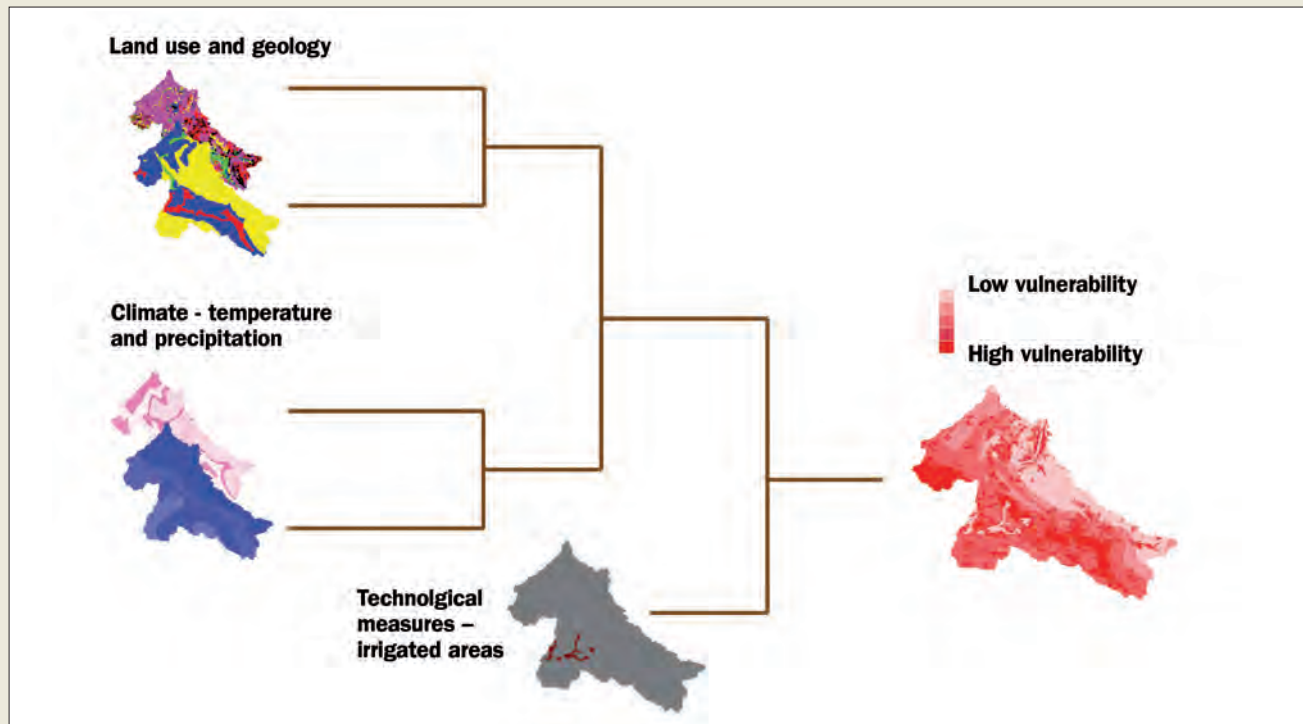 Land use and geology
Climate - temperature
and precipitation
Technolgical
measures –
irrigated areas
Low vulnerability
High vulnerability